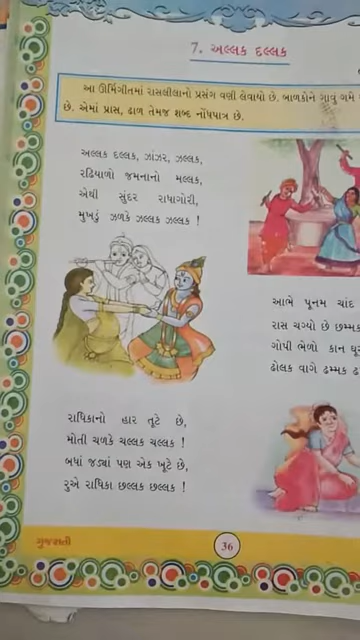 7. અલ્લક દલ્લક
આ ઊર્મિગીતમાં રાસલીલાનો પ્રસંગ વણી લેવાયો છે. બાળકોને ગાવું ગમે
છે. એમાં પ્રાસ, ઢાળ તેમજ શબ્દ નોંધપાત્ર છે.
અલ્લક દલ્લક, ઝાંઝર, ઝલ્લક,
રઢિયાળો જમનાનો મલ્લક,
એથી સુંદર રાધાગોરી,
મુખડું ઝળકે ઝલ્લક ઝલ્લક !
આભે પૂનમ ચાંદ
રાસ ચગ્યો છે
ગોપી ભેળો કાન
ઢોલક વાગે ઢમ્મક
રાધિકાનો હાર તૂટે છે,
મોતી ચળકે ચલ્લક ચલ્લક !
બધાં જડ્યાં પણ એક ખૂટે છે,
રુએ રાધિકા છલ્લક છલ્લક !
ગુજરાતી
36